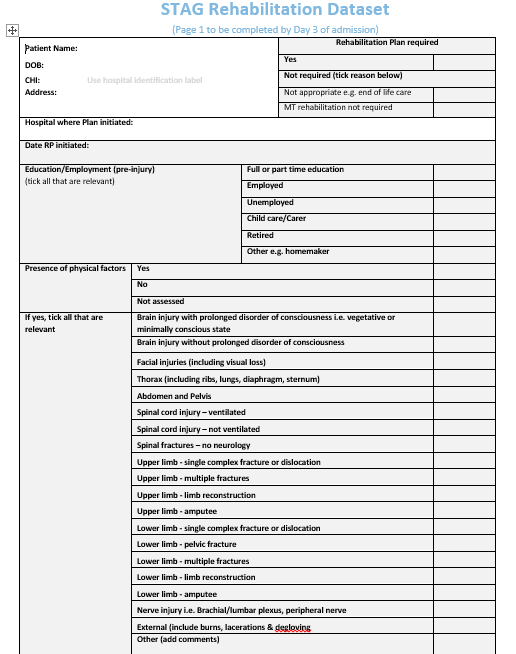 STAG Rehabilitation Dataset
(Page 1 to be completed by Day 3 of admission)
Patient Name:
DOB:
CHI: Use hospital identification label
Address:
Rehabilitation Plan required
Yes
Not required (tick reason below)
Not appropriate e.g. end of life care
MT rehabilitation not required
Hospital where Plan initiated:
Date RP initiated:
Education/Employment (pre-injury)
(tick all that are relevant)
Full or part time education
Employed
Unemployed
Child care/Carer
Retired
Other e.g. homemaker
Presence of physical factors
Yes
No
Not assessed
If yes, tick all that are
relevant
Brain injury with prolonged disorder of consciousness i.e. vegetative or
minimally conscious state
Brain injury without prolonged disorder of consciousness
Facial injuries (including visual loss)
Thorax (including ribs, lungs, diaphragm, sternum)
Abdomen and Pelvis
Spinal cord injury – ventilated
Spinal cord injury – not ventilated
Spinal fractures – no neurology
Upper limb - single complex fracture or dislocation
Upper limb - multiple fractures
Upper limb - limb reconstruction
Upper limb - amputee
Lower limb - single complex fracture or dislocation
Lower limb - pelvic fracture
Lower limb - multiple fractures
Lower limb - limb reconstruction
Lower limb - amputee
Nerve injury i.e. Brachial/lumbar plexus, peripheral nerve
External (include burns, lacerations & degloving
Other (add comments)